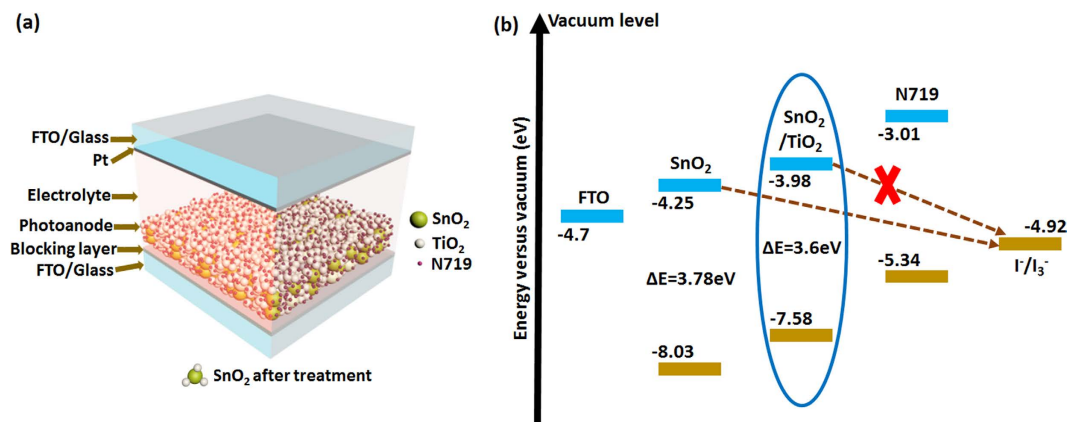 (a)
FTO/Glass
Pt
Electrolyte
Photoanode
Blocking layer
FTO/Glass
SnO₂
TiO₂
N719
SnO₂ after treatment
(b)
Vacuum level
Energy versus vacuum (eV)
FTO
-4.7
SnO₂
-4.25
ΔE=3.78eV
-8.03
SnO₂
/TiO₂
-3.98
ΔE=3.6eV
-7.58
N719
-3.01
-5.34
-4.92
I⁻/I₃⁻